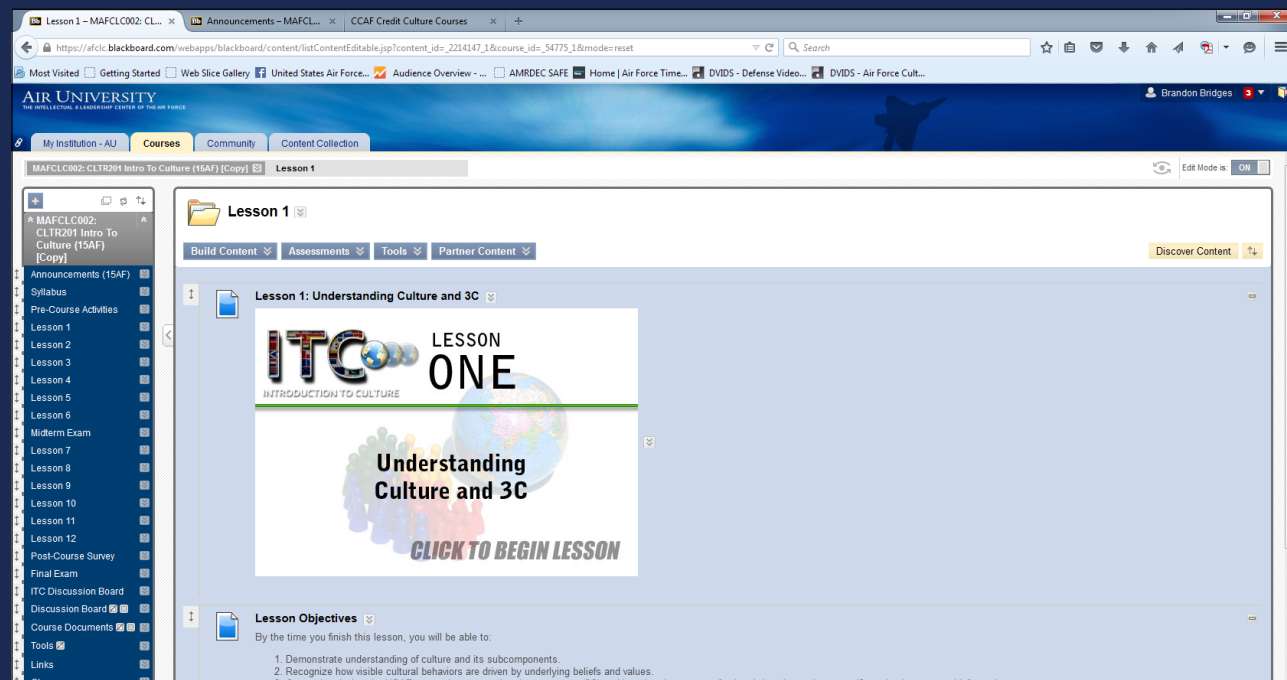 Lesson 1 – MAFCLC002: CL...
Announcements – MAFCL...
CCAF Credit Culture Courses
https://afclc.blackboard.com/webapps/blackboard/content/listContentEditable.jsp?content_id=_2214147_1&course_id=_54775_1&mode=reset
Search
Most Visited Getting Started Web Slice Gallery United States Air Force... Audience Overview - ... AMRDEC SAFE Home | Air Force Time... DVIDS - Defense Video... DVIDS - Air Force Cult...
AIR UNIVERSITY
THE INTELLECTUAL & LEADERSHIP CENTER OF THE AIR FORCE
Brandon Bridges 3
My Institution - AU Courses Community Content Collection
MAFCLC002: CLTR201 Intro To Culture (15AF) [Copy] Lesson 1
Edit Mode is: ON
MAFCLC002:
CLTR201 Intro To
Culture (15AF)
[Copy]
Announcements (15AF)
Syllabus
Pre-Course Activities
Lesson 1
Lesson 2
Lesson 3
Lesson 4
Lesson 5
Lesson 6
Midterm Exam
Lesson 7
Lesson 8
Lesson 9
Lesson 10
Lesson 11
Lesson 12
Post-Course Survey
Final Exam
ITC Discussion Board
Discussion Board
Course Documents
Tools
Links
Lesson 1
Build Content Assessments Tools Partner Content
Discover Content
Lesson 1: Understanding Culture and 3C
ITC
INTRODUCTION TO CULTURE
LESSON
ONE
Understanding
Culture and 3C
CLICK TO BEGIN LESSON
Lesson Objectives
By the time you finish this lesson, you will be able to:
1. Demonstrate understanding of culture and its subcomponents.
2. Recognize how visible cultural behaviors are driven by underlying beliefs and values.